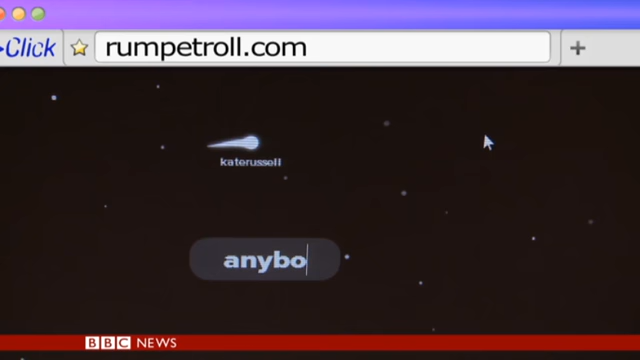 Click
rumpetroll.com
katerussell
anybo
BBC NEWS